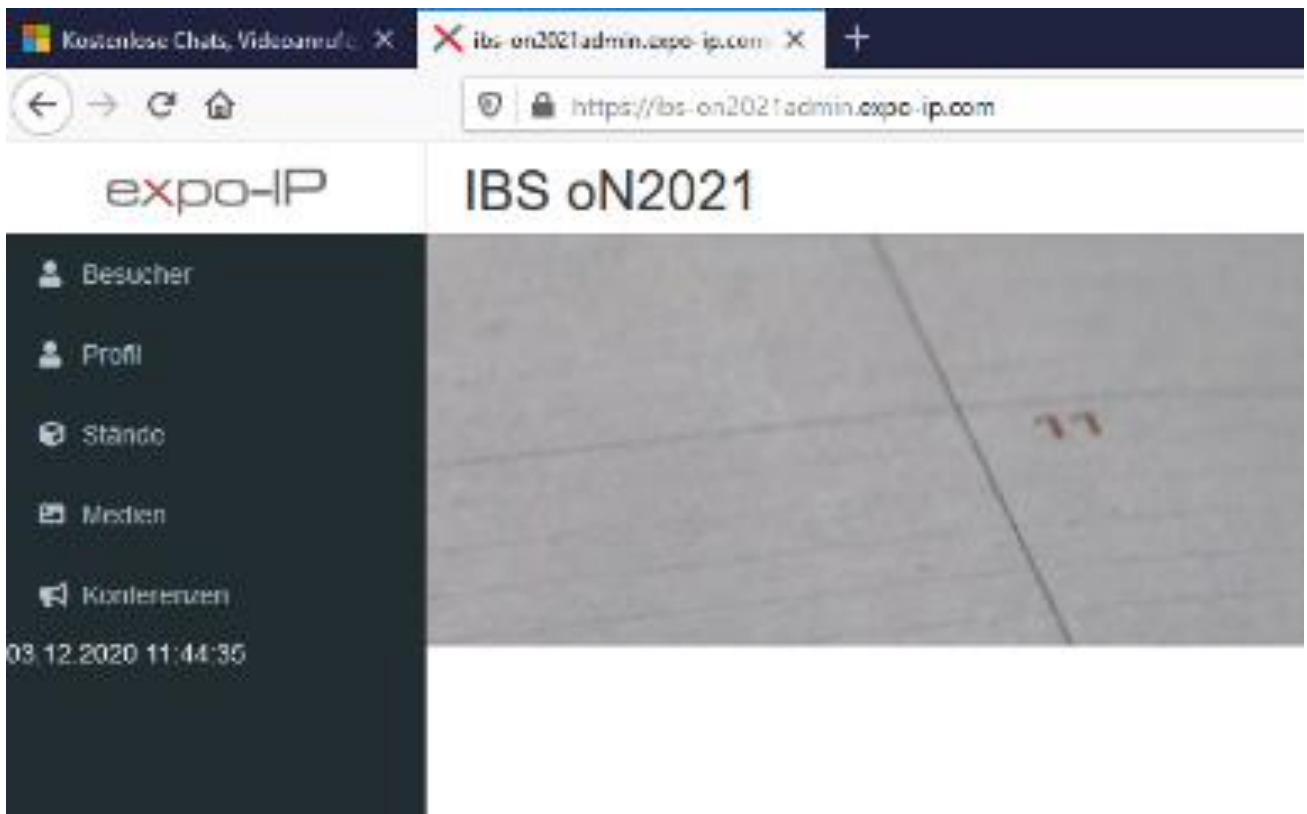 Kostenlose Chats, Videoanrufe
ibs-on2021admin.expo-ip.com
https://ibs-on2021admin.expo-ip.com
expo-IP
IBS oN2021
Besucher
Profil
Stände
Medien
Konferenzen
03.12.2020 11:44:35